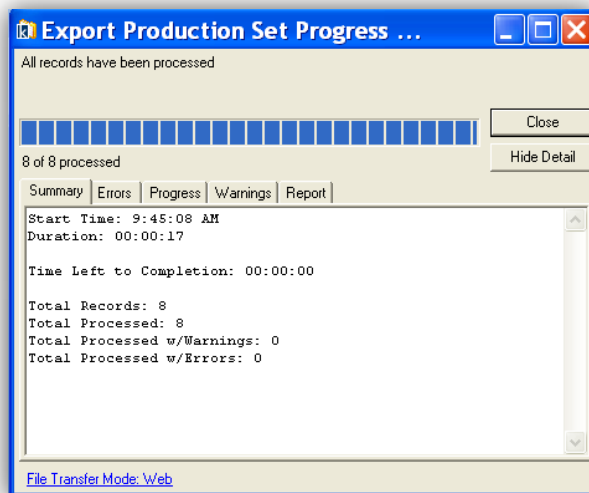 Export Production Set Progress ...
All records have been processed
Close
8 of 8 processed
Hide Detail
Summary Errors Progress Warnings Report
Start Time: 9:45:08 AM
Duration: 00:00:17
Time Left to Completion: 00:00:00
Total Records: 8
Total Processed: 8
Total Processed w/Warnings: 0
Total Processed w/Errors: 0
File Transfer Mode: Web